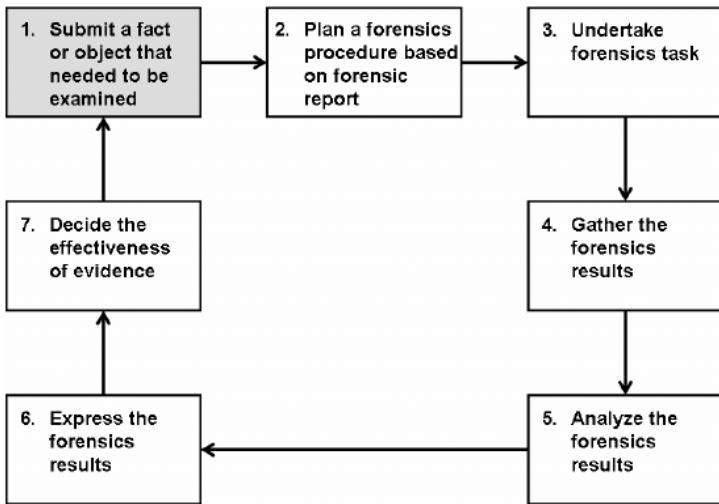 1. Submit a fact
or object that
needed to be
examined
2. Plan a forensics
procedure based
on forensic
report
3. Undertake
forensics task
4. Gather the
forensics
results
5. Analyze the
forensics
results
6. Express the
forensics
results
7. Decide the
effectiveness
of evidence